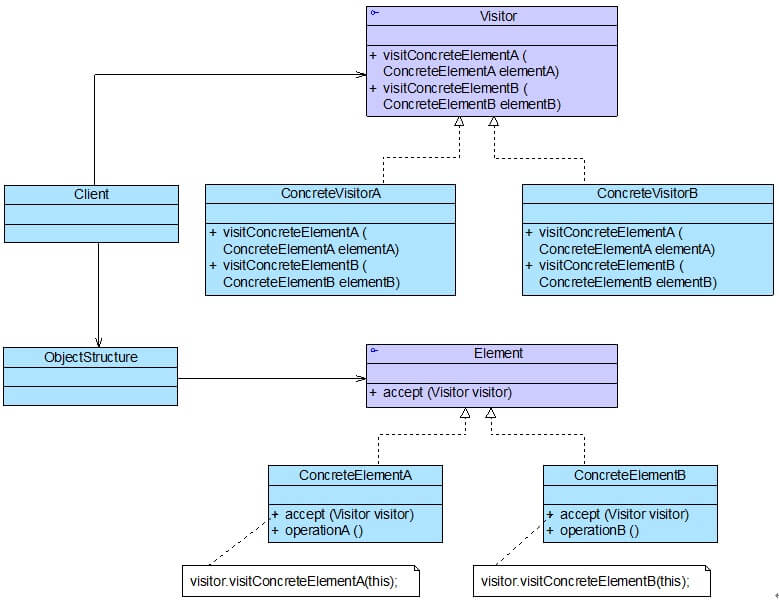 Visitor
+ visitConcreteElementA (
ConcreteElementA elementA)
+ visitConcreteElementB (
ConcreteElementB elementB)
Client
ConcreteVisitorA
+ visitConcreteElementA (
ConcreteElementA elementA)
+ visitConcreteElementB (
ConcreteElementB elementB)
ConcreteVisitorB
+ visitConcreteElementA (
ConcreteElementA elementA)
+ visitConcreteElementB (
ConcreteElementB elementB)
ObjectStructure
Element
+ accept (Visitor visitor)
ConcreteElementA
+ accept (Visitor visitor)
+ operationA ()
ConcreteElementB
+ accept (Visitor visitor)
+ operationB ()
visitor.visitConcreteElementA(this);
visitor.visitConcreteElementB(this);